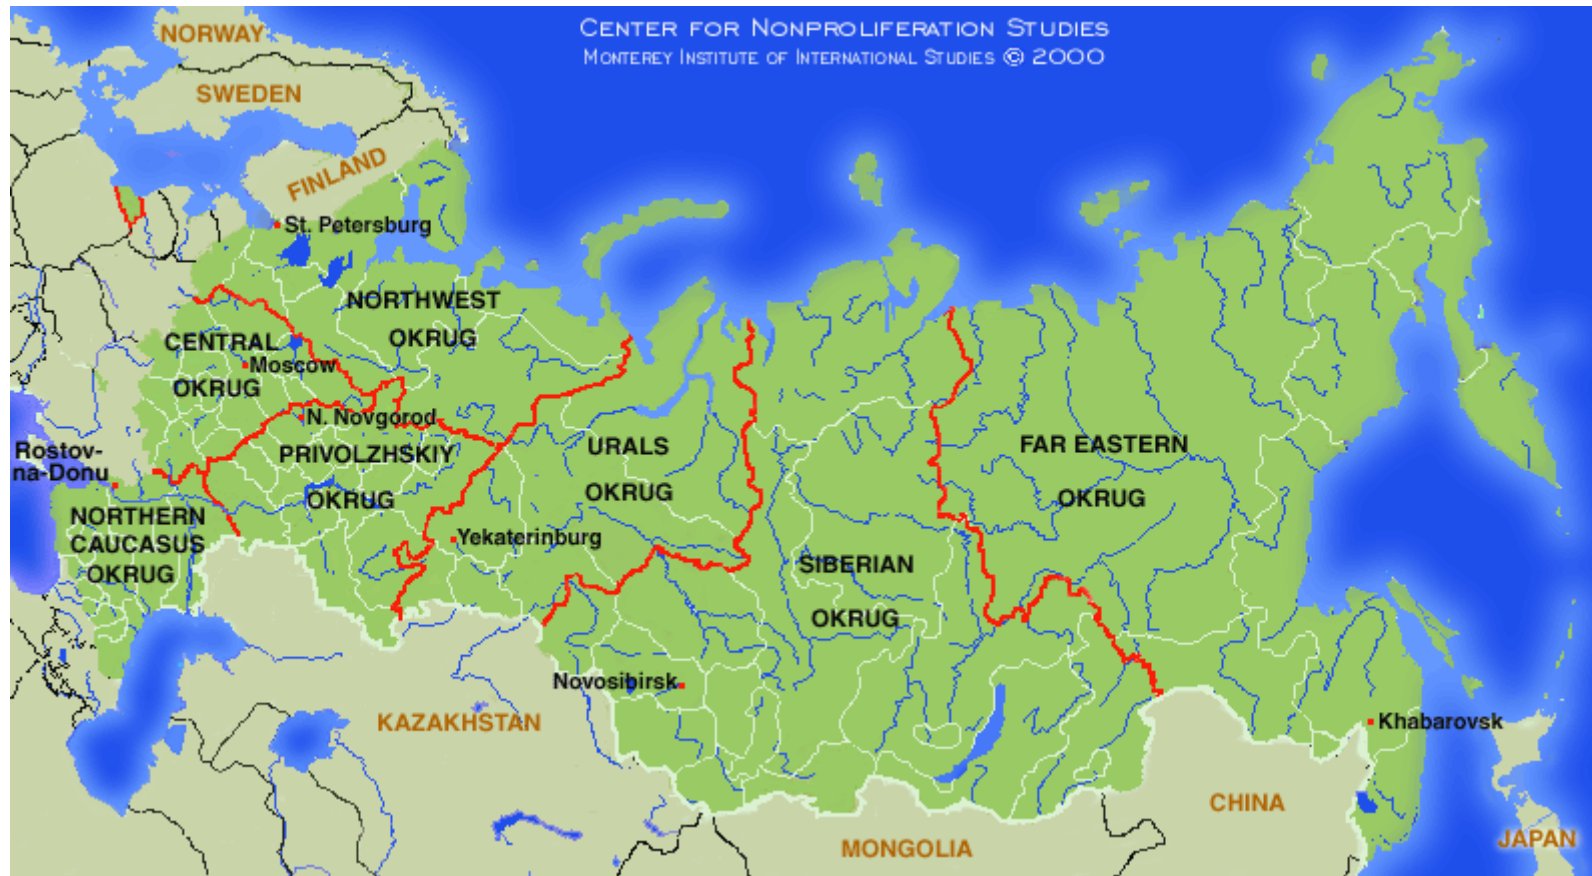 CENTER FOR NONPROLIFERATION STUDIES
MONTEREY INSTITUTE OF INTERNATIONAL STUDIES © 2000
NORWAY
SWEDEN
FINLAND
St. Petersburg
NORTHWEST
OKRUG
CENTRAL
OKRUG
Moscow
N. Novgorod
PRIVOLZHSKIY
OKRUG
Rostov-
na-Donu
NORTHERN
CAUCASUS
OKRUG
URALS
OKRUG
Yekaterinburg
FAR EASTERN
OKRUG
SIBERIAN
OKRUG
Novosibirsk
KAZAKHSTAN
Khabarovsk
CHINA
MONGOLIA
JAPAN